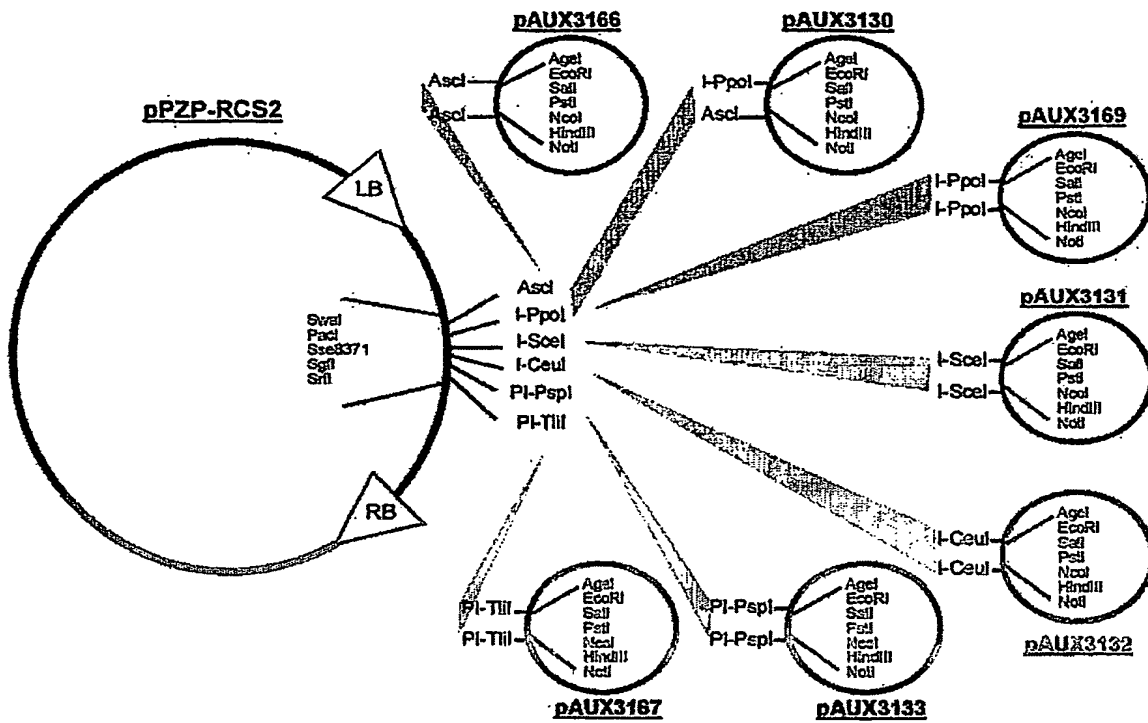 pAUX3166
AscI
AscI
AgeI
EcoRI
SalI
PstI
NcoI
HindIII
NotI
pAUX3130
I-PpoI
AscI
AgeI
EcoRI
SalI
PstI
NcoI
HindIII
NotI
pAUX3169
I-PpoI
I-PpoI
AgeI
EcoRI
SalI
PstI
NcoI
HindIII
NotI
pPZP-RCS2
LB
RB
SwaI
PacI
Sse8371
SgfI
SrfI
AscI
I-PpoI
I-SceI
I-CeuI
PI-PspI
PI-TliI
pAUX3131
I-SceI
I-SceI
AgeI
EcoRI
SalI
PstI
NcoI
HindIII
NotI
I-CeuI
I-CeuI
AgeI
EcoRI
SalI
PstI
NcoI
HindIII
NotI
pAUX3132
PI-TliI
PI-TliI
AgeI
EcoRI
SalI
PstI
NcoI
HindIII
NotI
pAUX3167
PI-PspI
PI-PspI
AgeI
EcoRI
SalI
PstI
NcoI
HindIII
NotI
pAUX3133